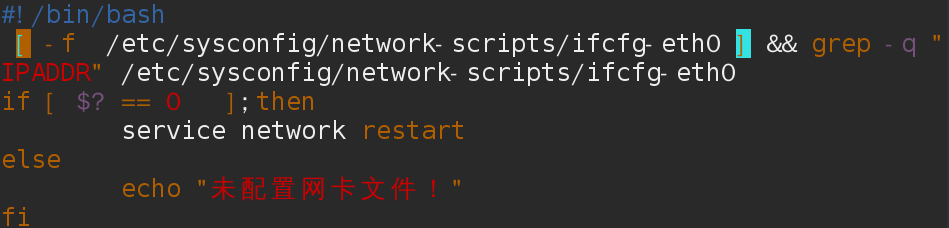 #!/bin/bash
[ -f  /etc/sysconfig/network-scripts/ifcfg-eth0 ] && grep -q "
IPADDR" /etc/sysconfig/network-scripts/ifcfg-eth0
if [ $? == 0  ];then
        service network restart
else
        echo "未配置网卡文件！"
fi